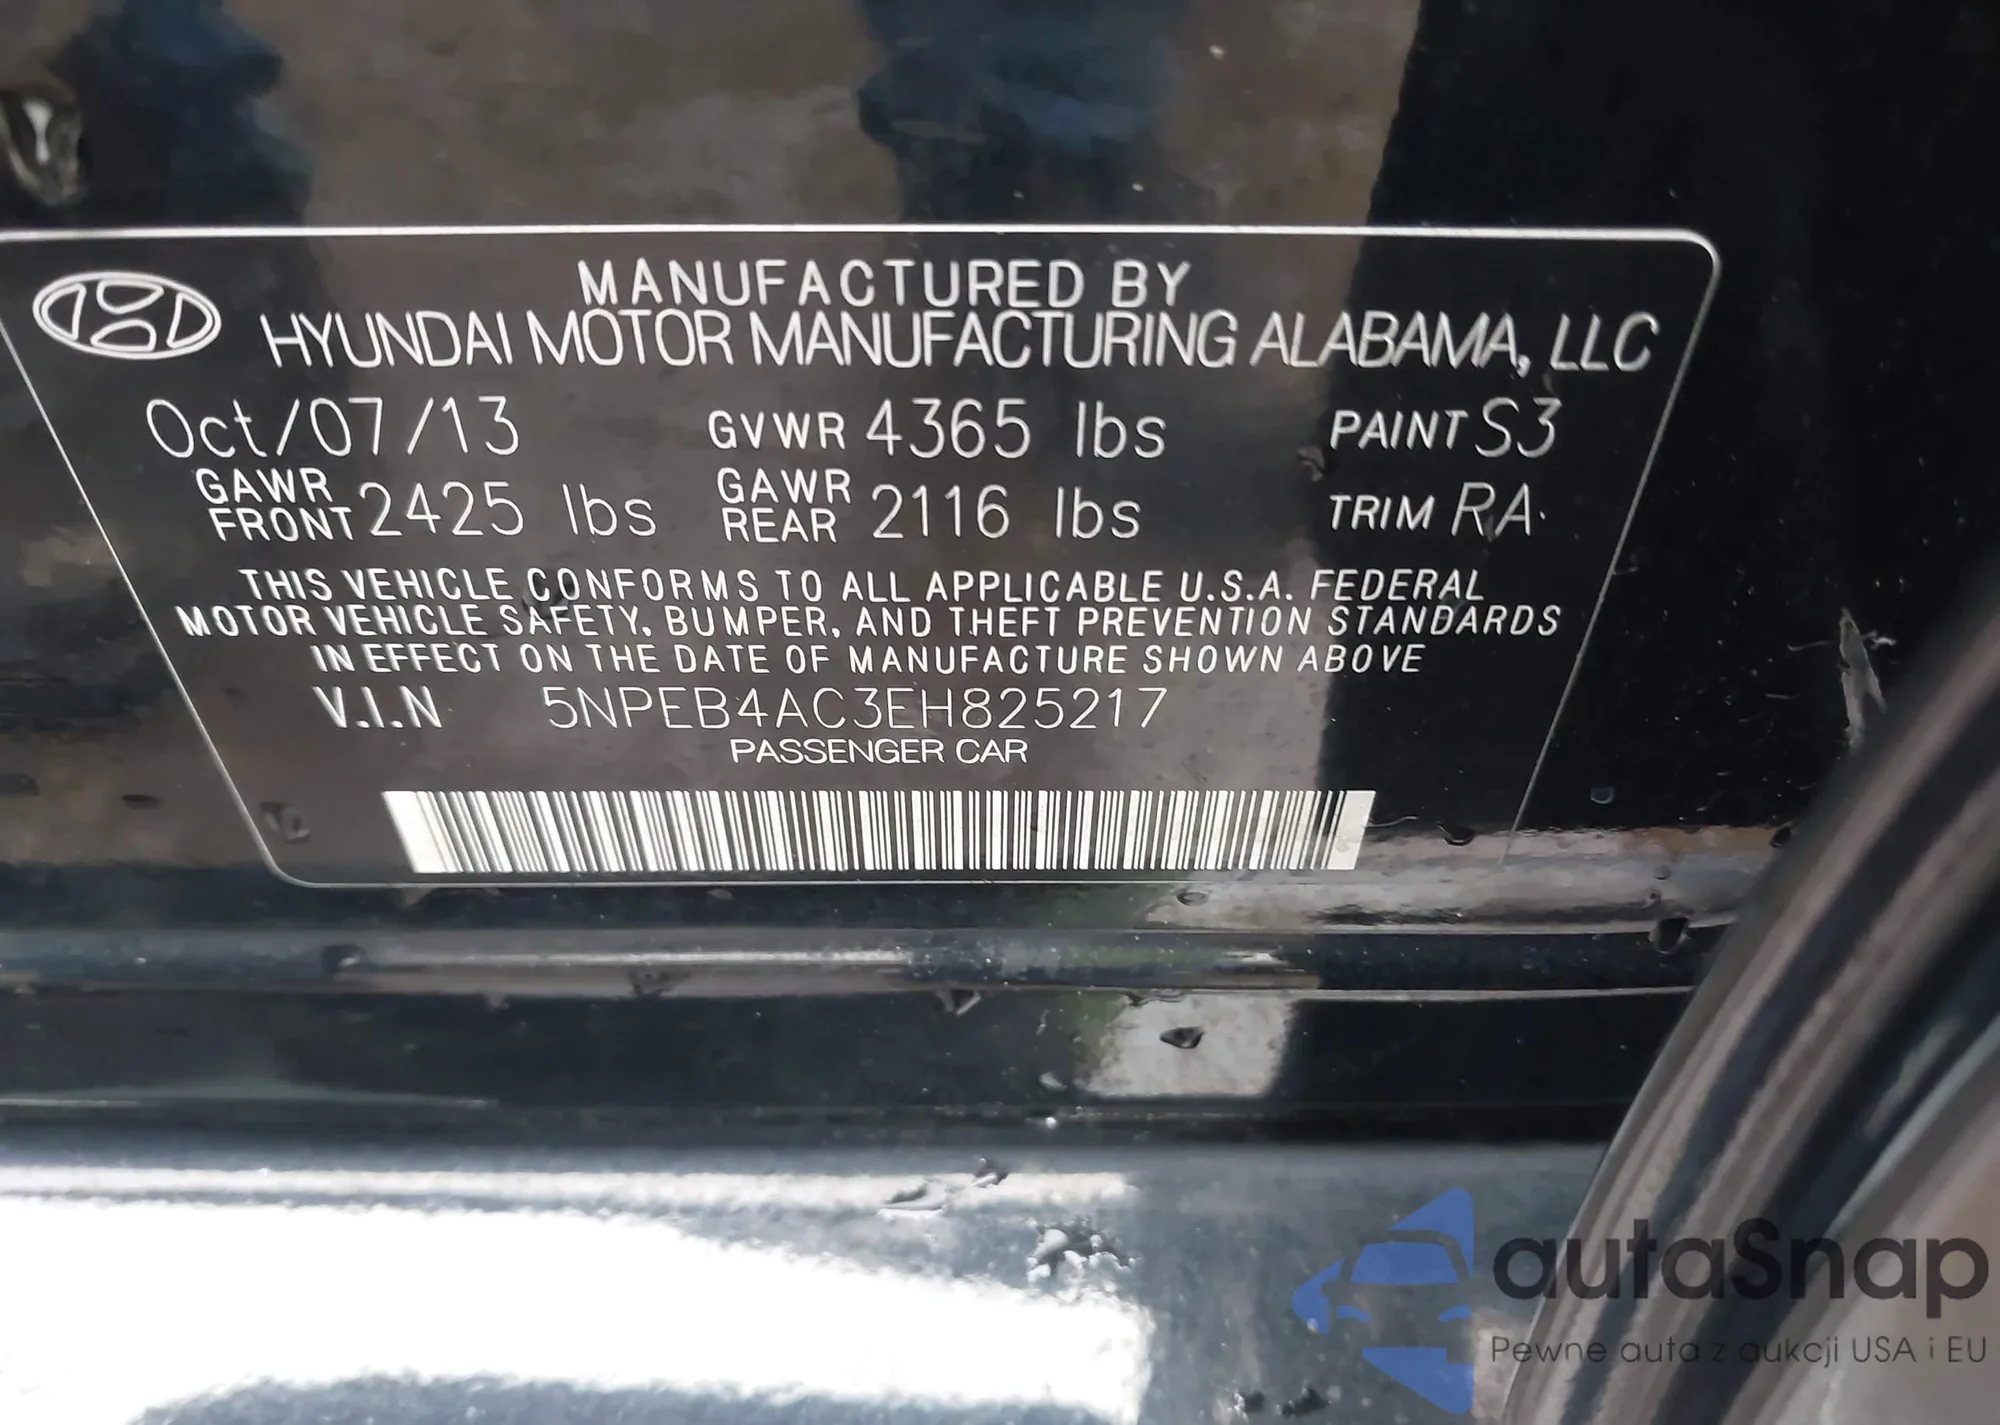 MANUFACTURED BY
HYUNDAI MOTOR MANUFACTURING ALABAMA, LLC
Oct/07/13 GVWR 4365 lbs PAINT S3
GAWR FRONT 2425 lbs GAWR REAR 2116 lbs TRIM RA
THIS VEHICLE CONFORMS TO ALL APPLICABLE U.S.A. FEDERAL
MOTOR VEHICLE SAFETY, BUMPER, AND THEFT PREVENTION STANDARDS
IN EFFECT ON THE DATE OF MANUFACTURE SHOWN ABOVE
V.I.N 5NPEB4AC3EH825217
PASSENGER CAR
autaSnap
Pewne auta z aukcji USA i EU